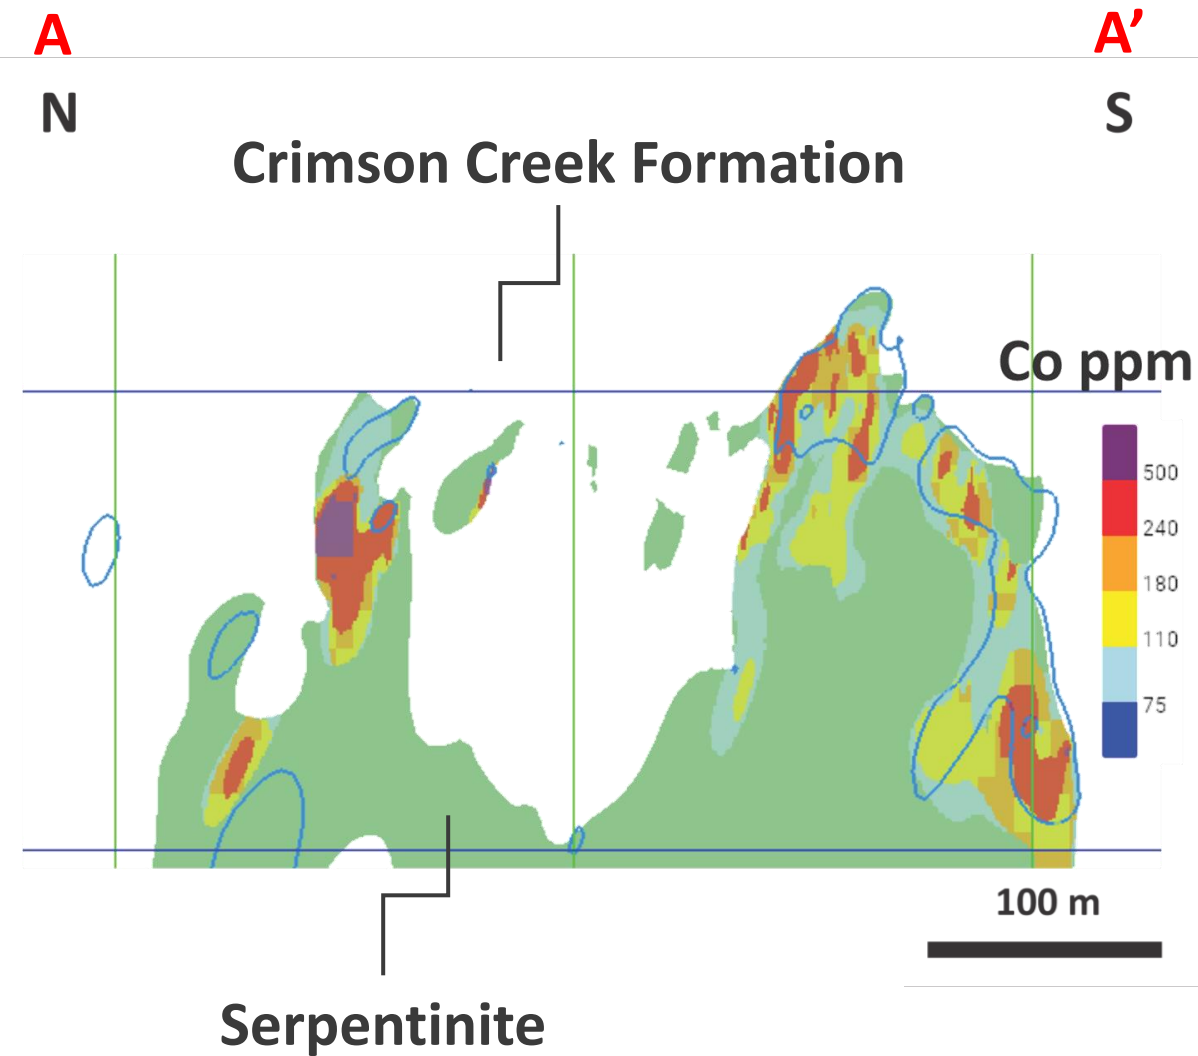 A A’
N S
Crimson Creek Formation
Co ppm
500
240
180
110
75
100 m
Serpentinite